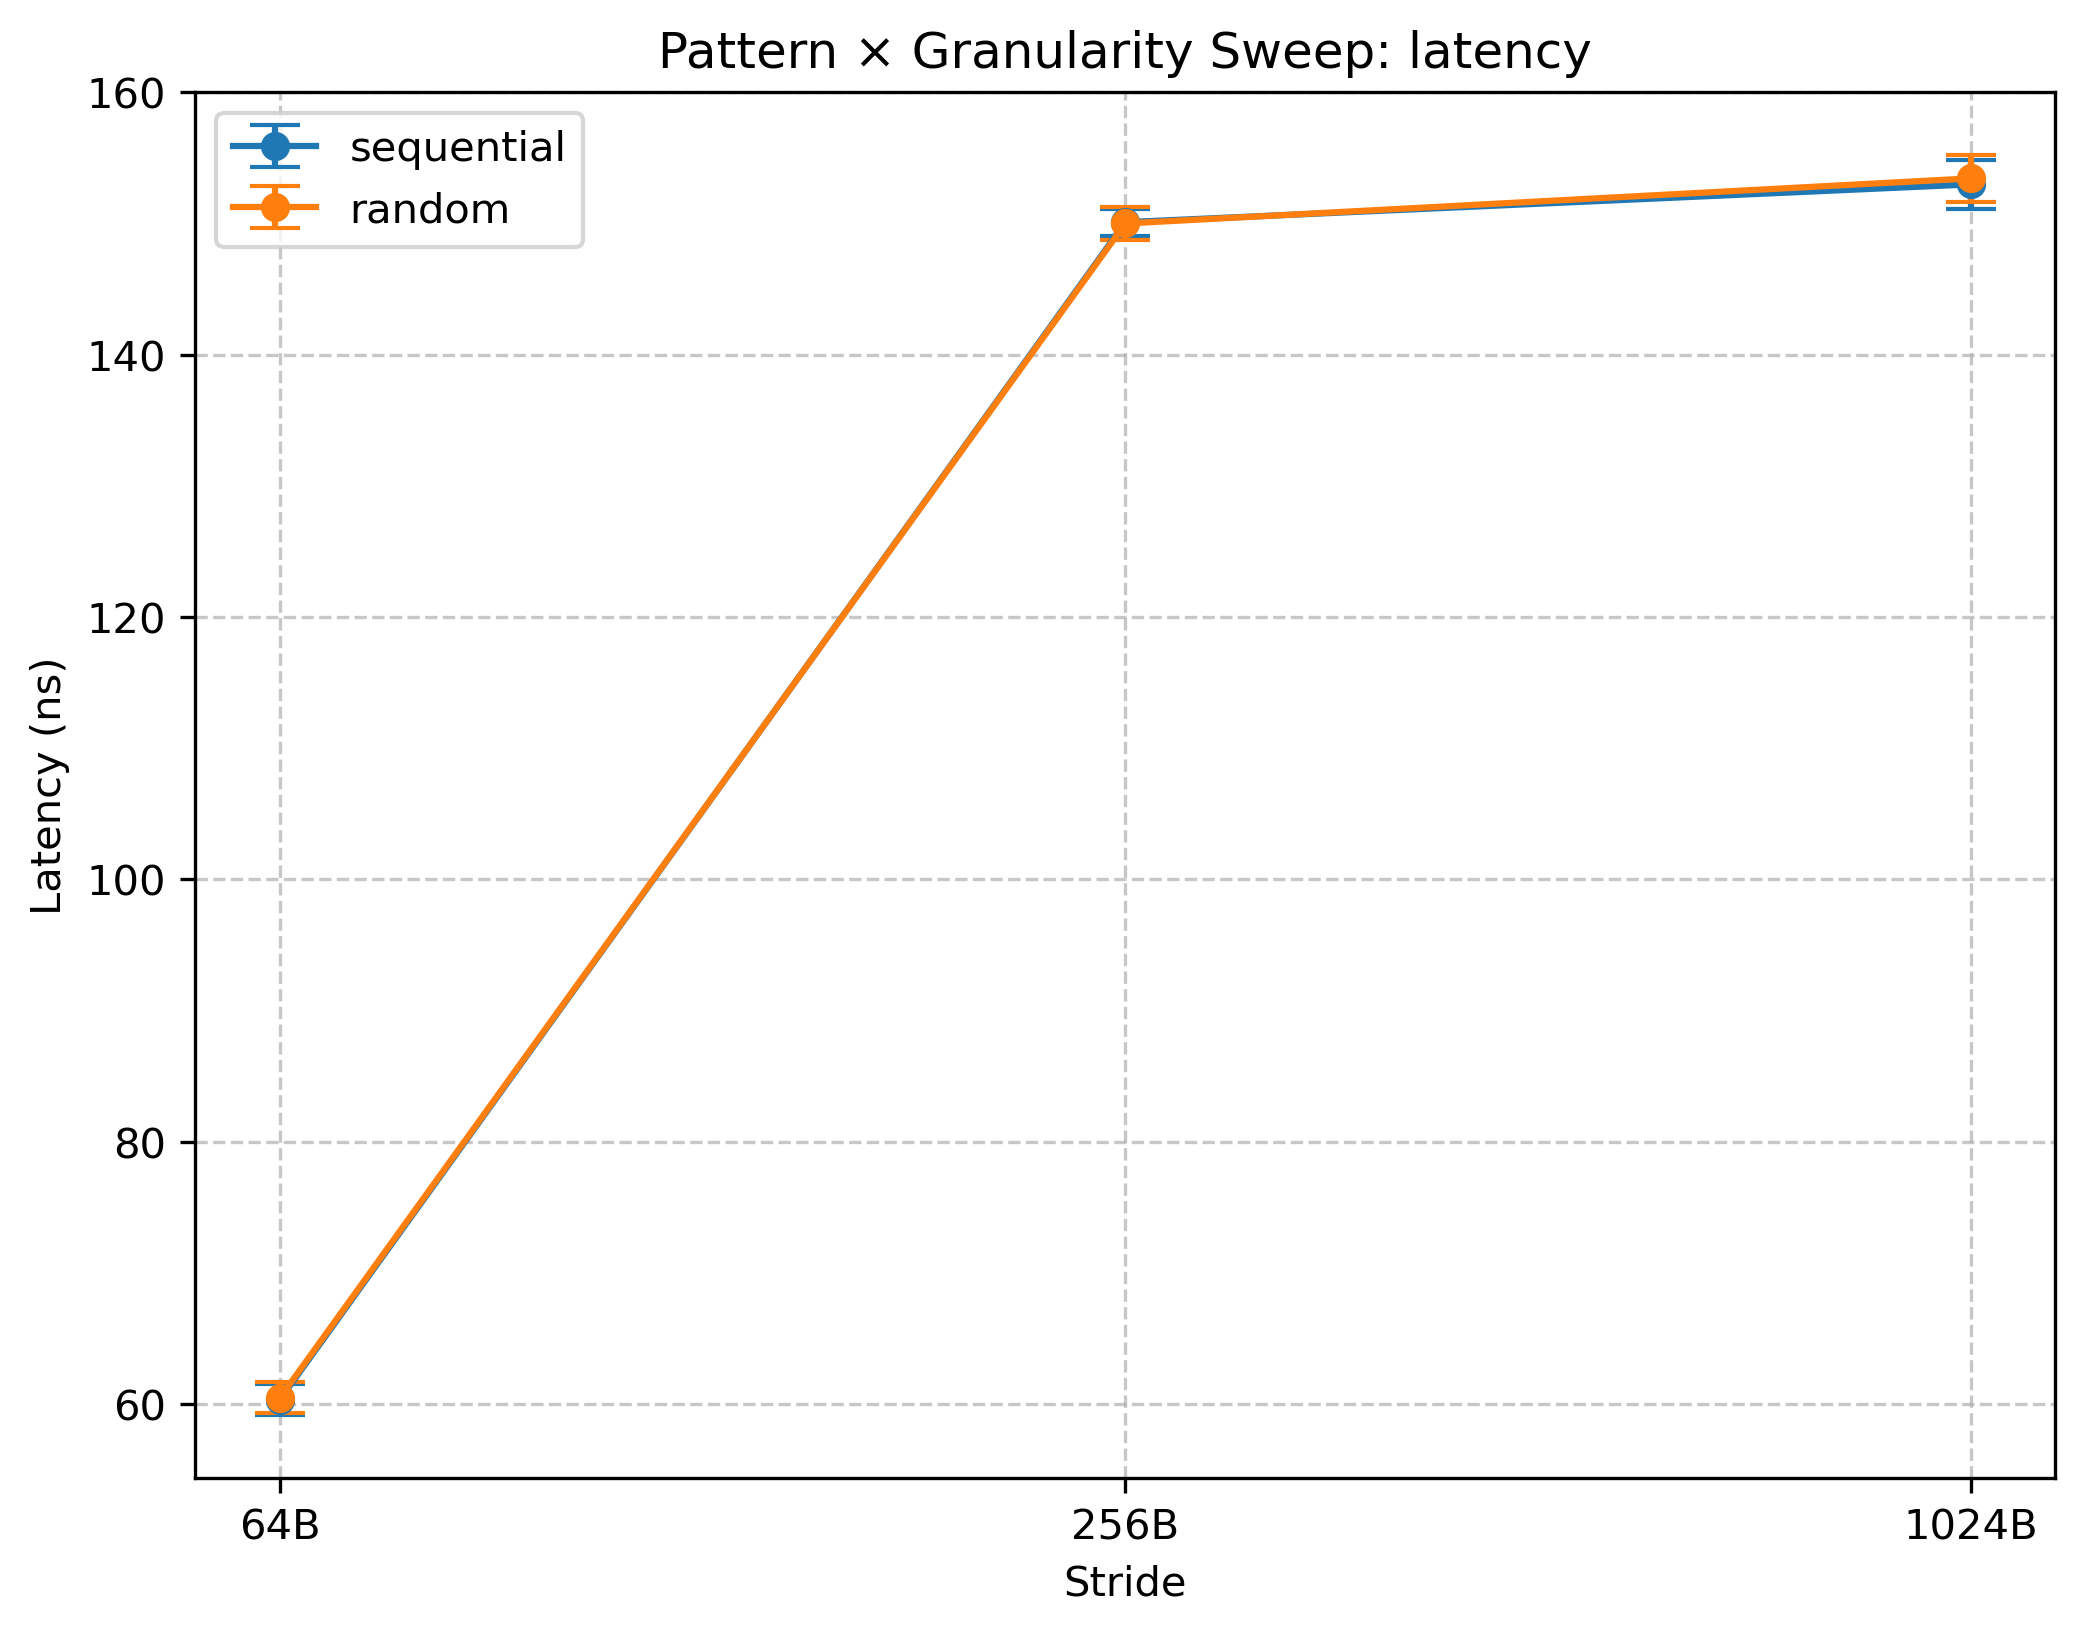 Pattern × Granularity Sweep: latency
sequential
random
160
140
120
100
80
60
Latency (ns)
64B
256B
1024B
Stride